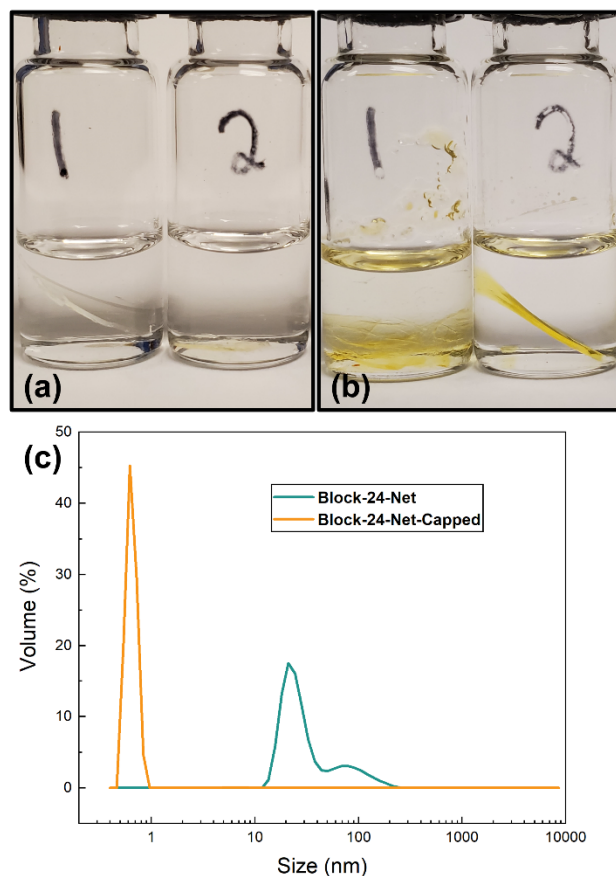 1
2
(a)
1
2
(b)
(c)
50
40
30
20
10
0
Volume (%)
Block-24-Net
Block-24-Net-Capped
1
10
100
1000
10000
Size (nm)